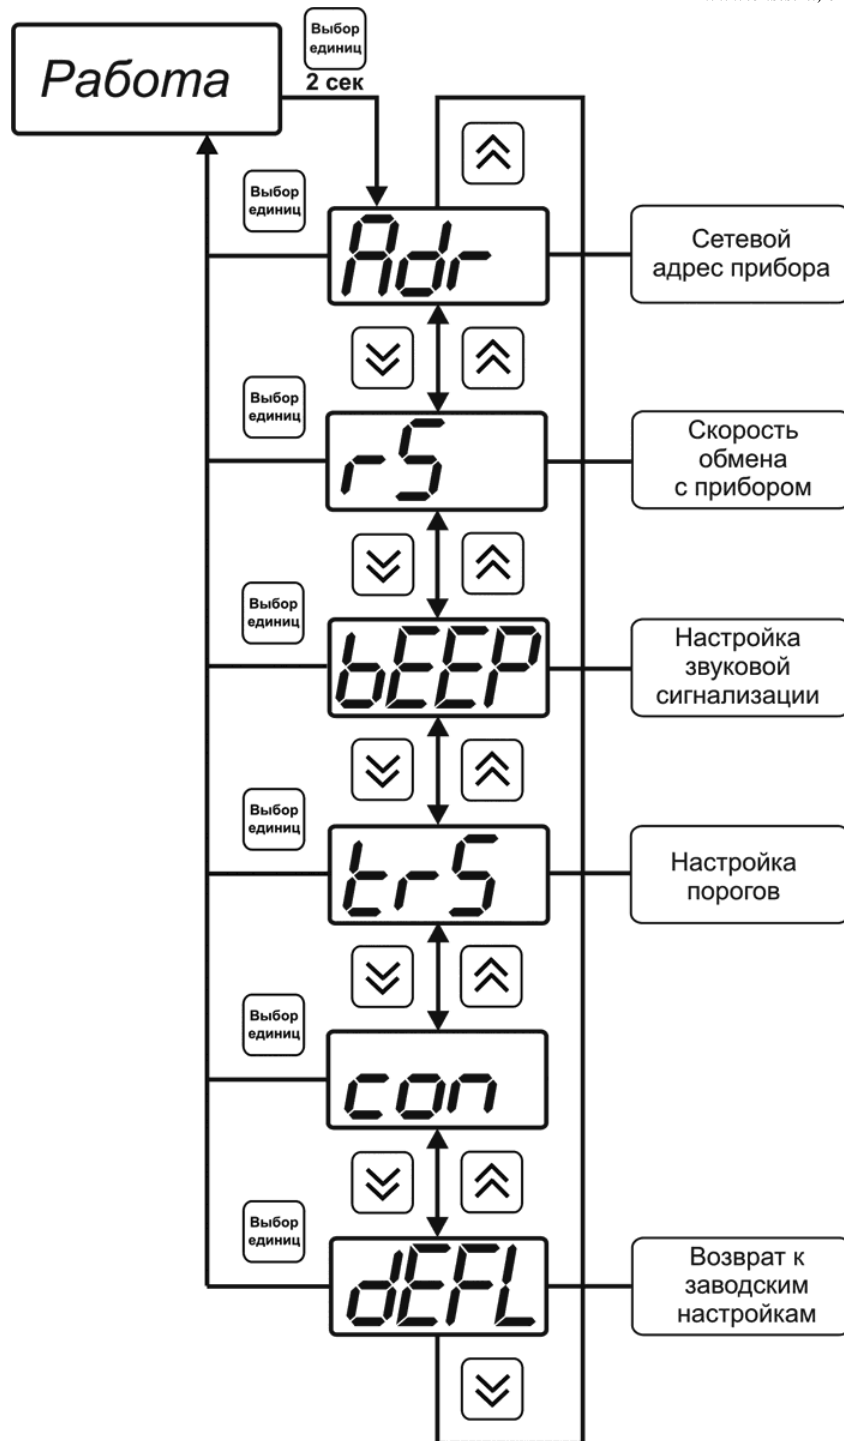 Выбор
единиц
2 сек
Работа
Выбор
единиц
Adr
Сетевой
адрес прибора
Выбор
единиц
rS
Скорость
обмена
с прибором
Выбор
единиц
bEEP
Настройка
звуковой
сигнализации
Выбор
единиц
trS
Настройка
порогов
Выбор
единиц
con
Выбор
единиц
dEFL
Возврат к
заводским
настройкам